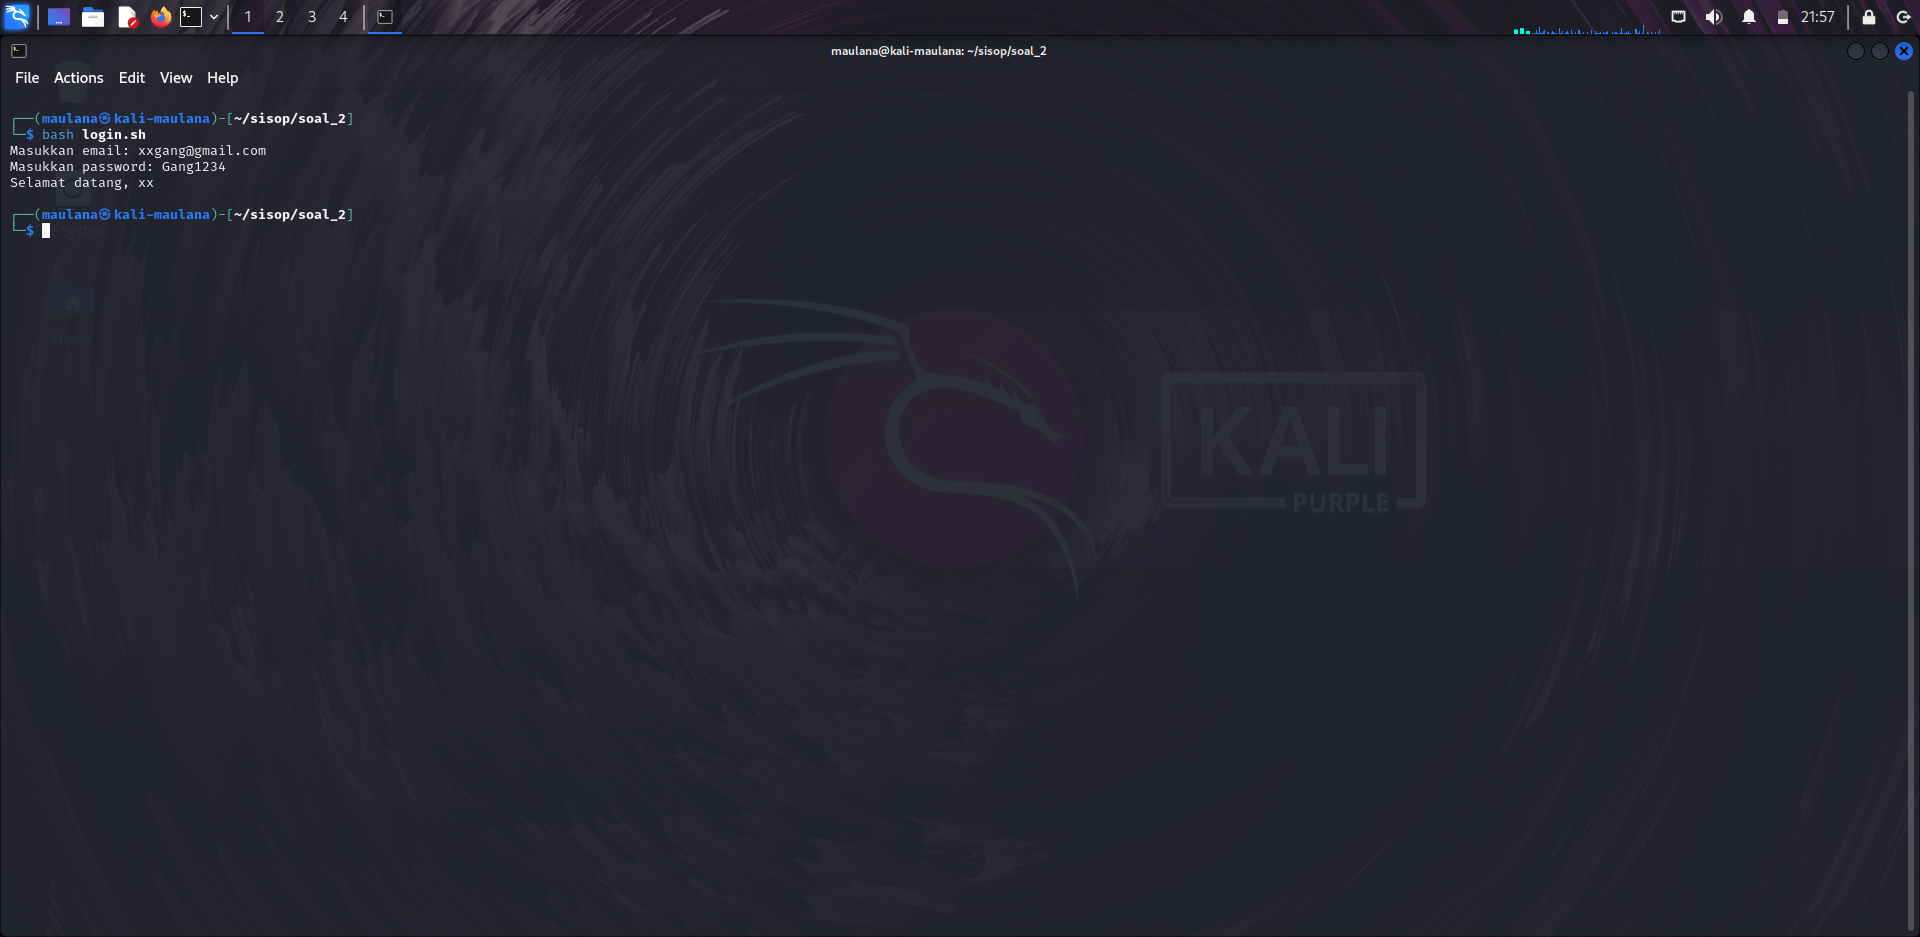 1 2 3 4 21:57
maulana@kali-maulana: ~/sisop/soal_2
File Actions Edit View Help
┌──(maulana㉿kali-maulana)-[~/sisop/soal_2]
└─$ bash login.sh
Masukkan email: xxgang@gmail.com
Masukkan password: Gang1234
Selamat datang, xx
┌──(maulana㉿kali-maulana)-[~/sisop/soal_2]
└─$
System
Home
KALI
PURPLE